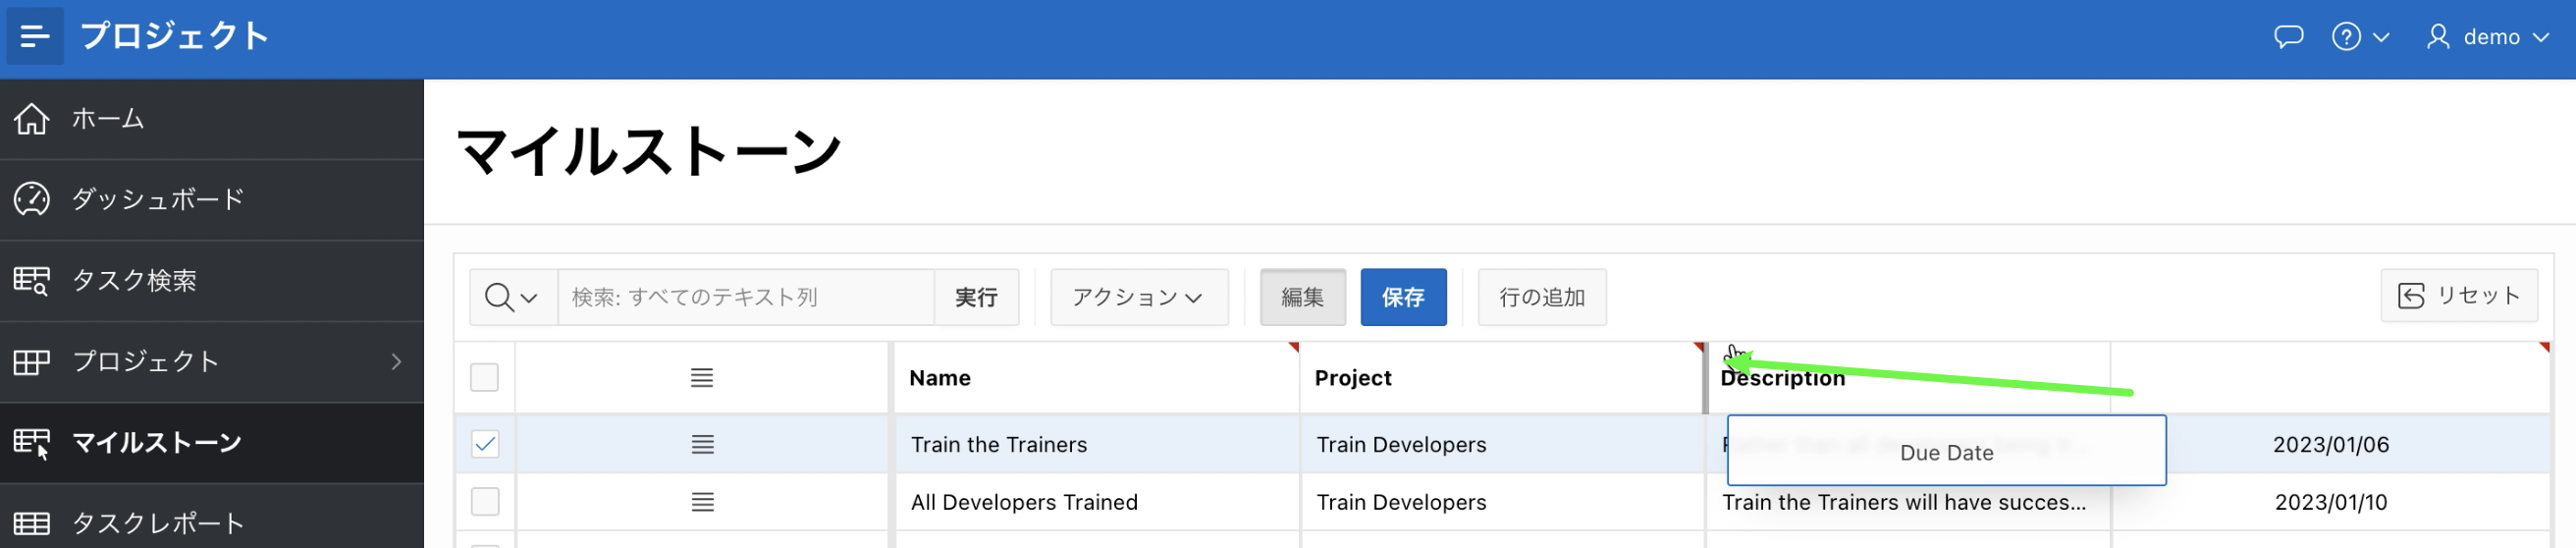 プロジェクト
demo
ホーム
ダッシュボード
タスク検索
プロジェクト
マイルストーン
タスクレポート
マイルストーン
検索: すべてのテキスト列
実行
アクション
編集
保存
行の追加
リセット
Name
Project
Description
Train the Trainers
Train Developers
2023/01/06
Due Date
All Developers Trained
Train Developers
Train the Trainers will have succes...
2023/01/10